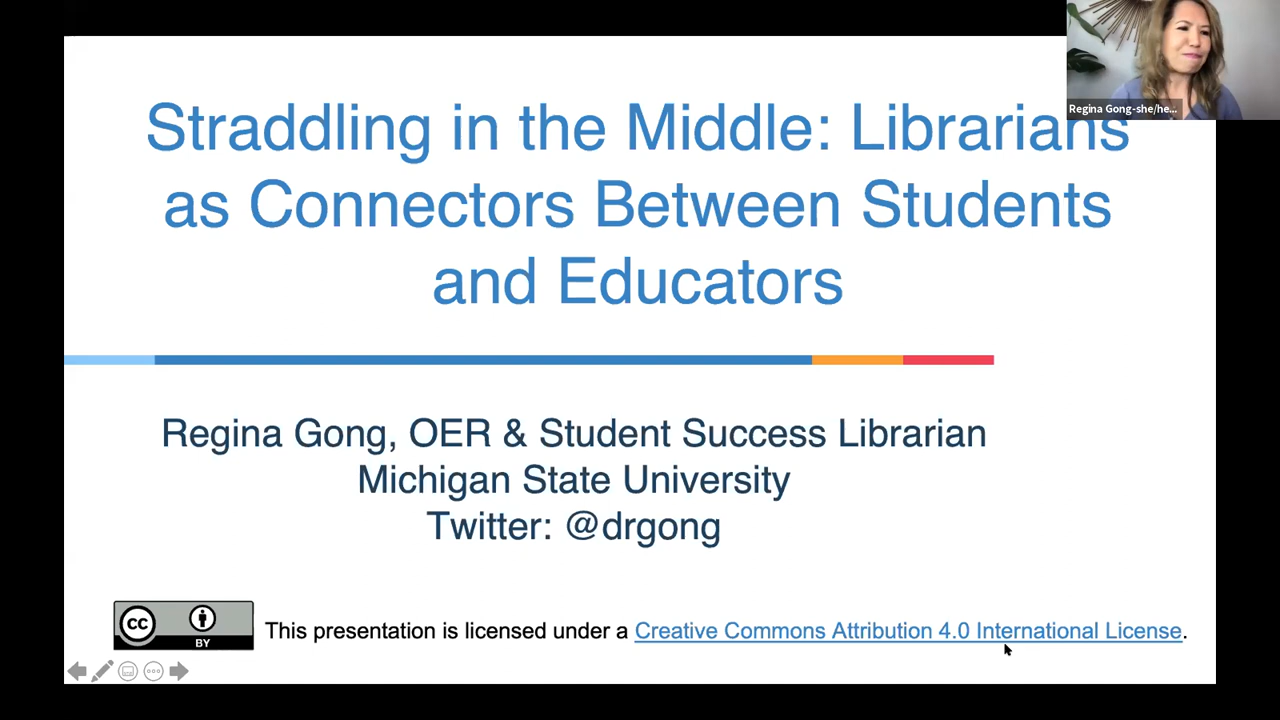 Regina Gong-she/he...
Straddling in the Middle: Librarians
as Connectors Between Students
and Educators
Regina Gong, OER & Student Success Librarian
Michigan State University
Twitter: @drgong
CC
BY
This presentation is licensed under a Creative Commons Attribution 4.0 International License.